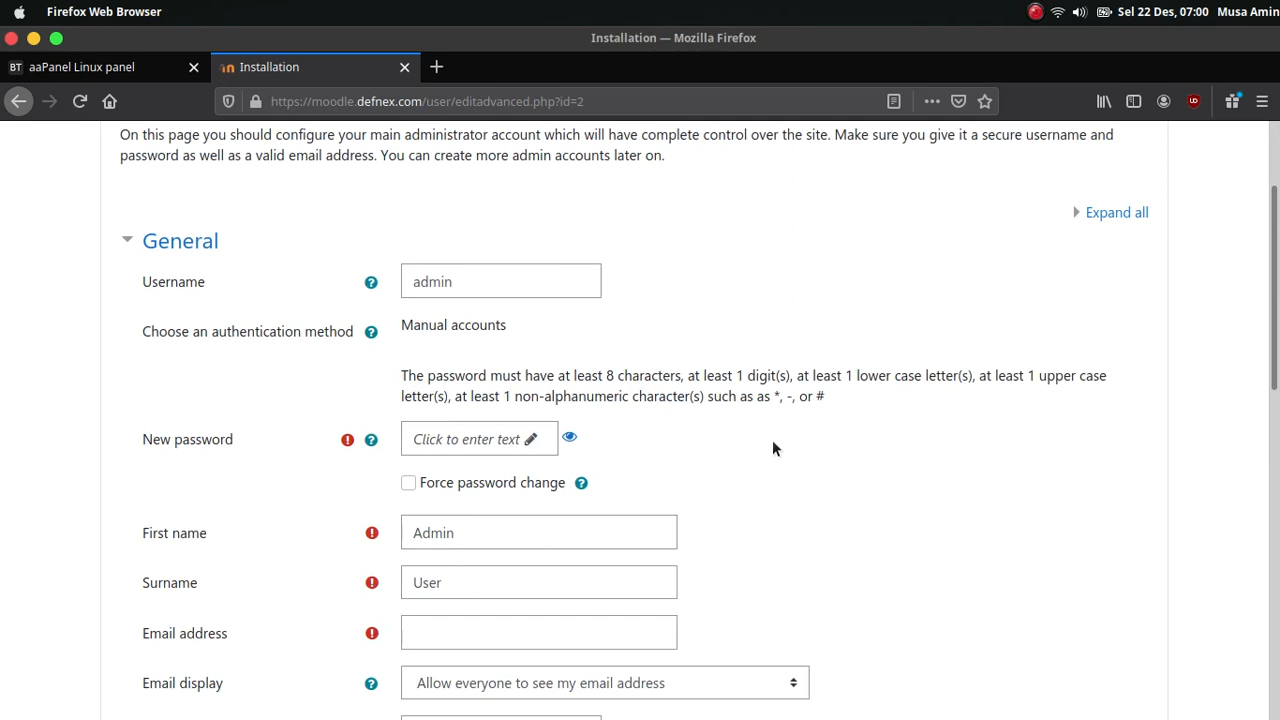 Firefox Web Browser
Sel 22 Des, 07:00 Musa Amin
Installation — Mozilla Firefox
BT aaPanel Linux panel
Installation
https://moodle.defnex.com/user/editadvanced.php?id=2
On this page you should configure your main administrator account which will have complete control over the site. Make sure you give it a secure username and
password as well as a valid email address. You can create more admin accounts later on.
Expand all
General
Username
admin
Choose an authentication method
Manual accounts
The password must have at least 8 characters, at least 1 digit(s), at least 1 lower case letter(s), at least 1 upper case
letter(s), at least 1 non-alphanumeric character(s) such as as *, -, or #
New password
Click to enter text
Force password change
First name
Admin
Surname
User
Email address
Email display
Allow everyone to see my email address